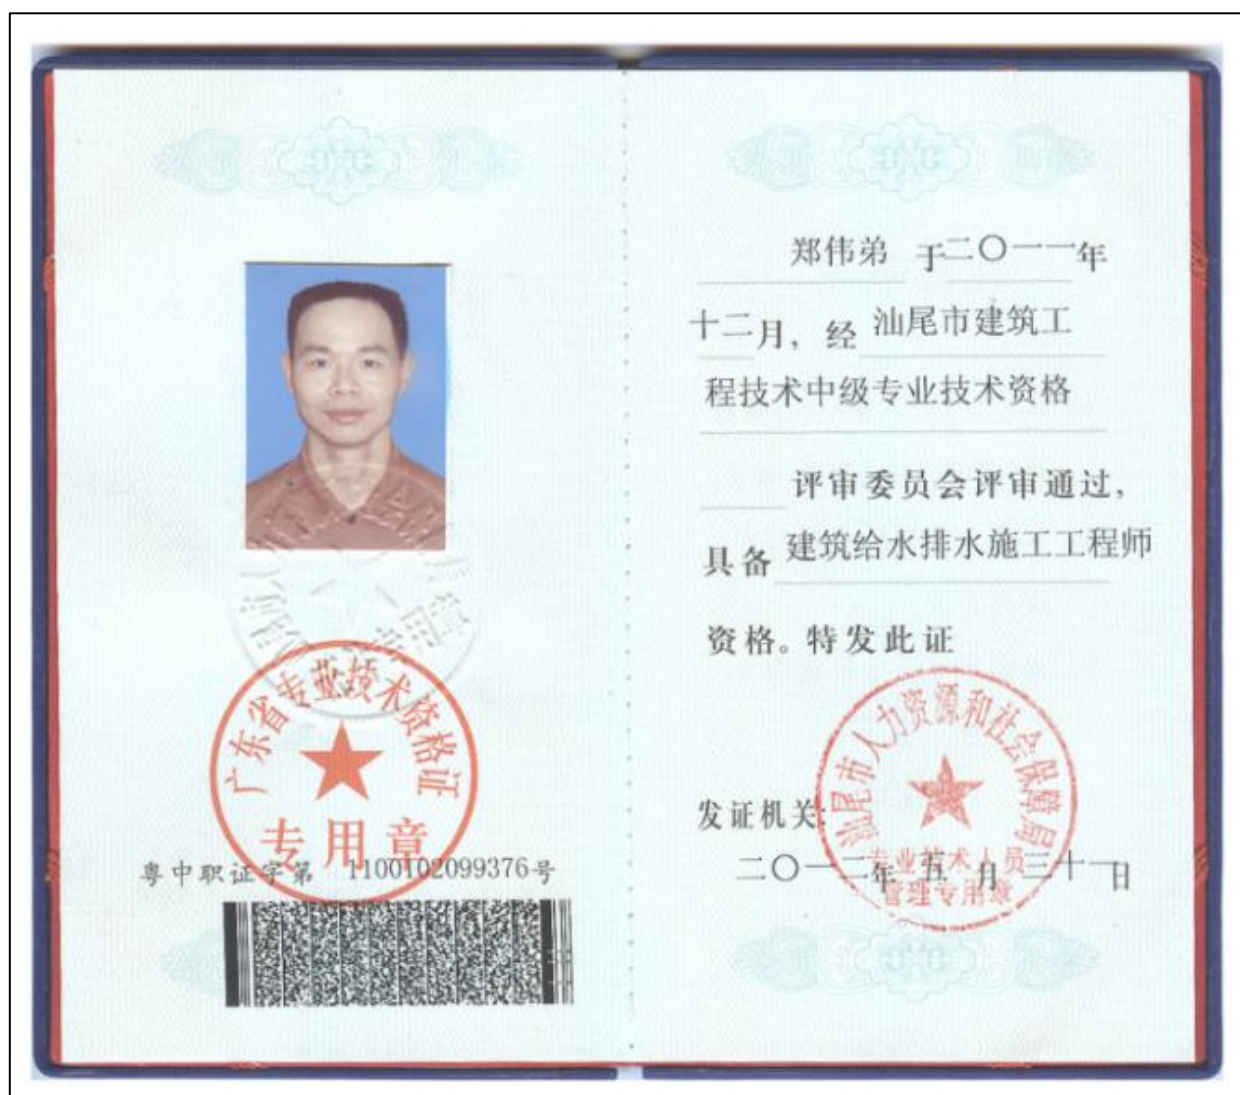 广东省专业技术资格证
专用章
粤中职证字第 1100102099376号
郑伟弟 于二〇一一年
十二月，经 汕尾市建筑工
程技术中级专业技术资格
评审委员会评审通过，
具备 建筑给水排水施工工程师
资格。特发此证
汕尾市人力资源和社会保障局
专业技术人员
管理专用章
发证机关：
二〇一二年 五 月 三十一日